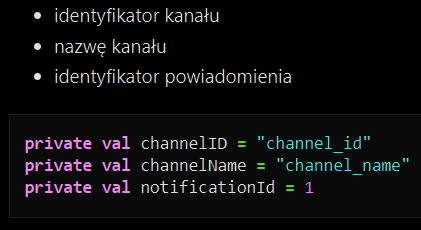 identyfikator kanału
nazwę kanału
identyfikator powiadomienia
private val channelID = "channel_id"
private val channelName = "channel_name"
private val notificationId = 1